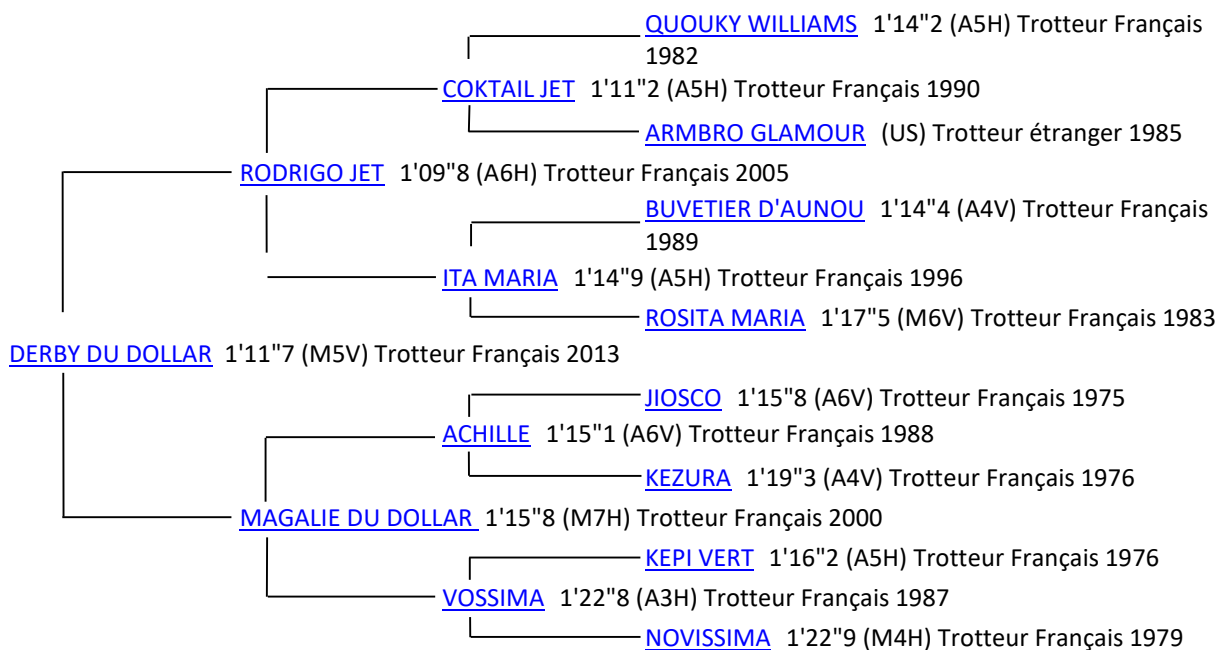 QUOUKY WILLIAMS 1'14"2 (A5H) Trotteur Français
1982
COKTAIL JET 1'11"2 (A5H) Trotteur Français 1990
ARMBRO GLAMOUR (US) Trotteur étranger 1985
RODRIGO JET 1'09"8 (A6H) Trotteur Français 2005
BUVETIER D'AUNOU 1'14"4 (A4V) Trotteur Français
1989
ITA MARIA 1'14"9 (A5H) Trotteur Français 1996
ROSITA MARIA 1'17"5 (M6V) Trotteur Français 1983
DERBY DU DOLLAR 1'11"7 (M5V) Trotteur Français 2013
JIOSCO 1'15"8 (A6V) Trotteur Français 1975
ACHILLE 1'15"1 (A6V) Trotteur Français 1988
KEZURA 1'19"3 (A4V) Trotteur Français 1976
MAGALIE DU DOLLAR 1'15"8 (M7H) Trotteur Français 2000
KEPI VERT 1'16"2 (A5H) Trotteur Français 1976
VOSSIMA 1'22"8 (A3H) Trotteur Français 1987
NOVISSIMA 1'22"9 (M4H) Trotteur Français 1979